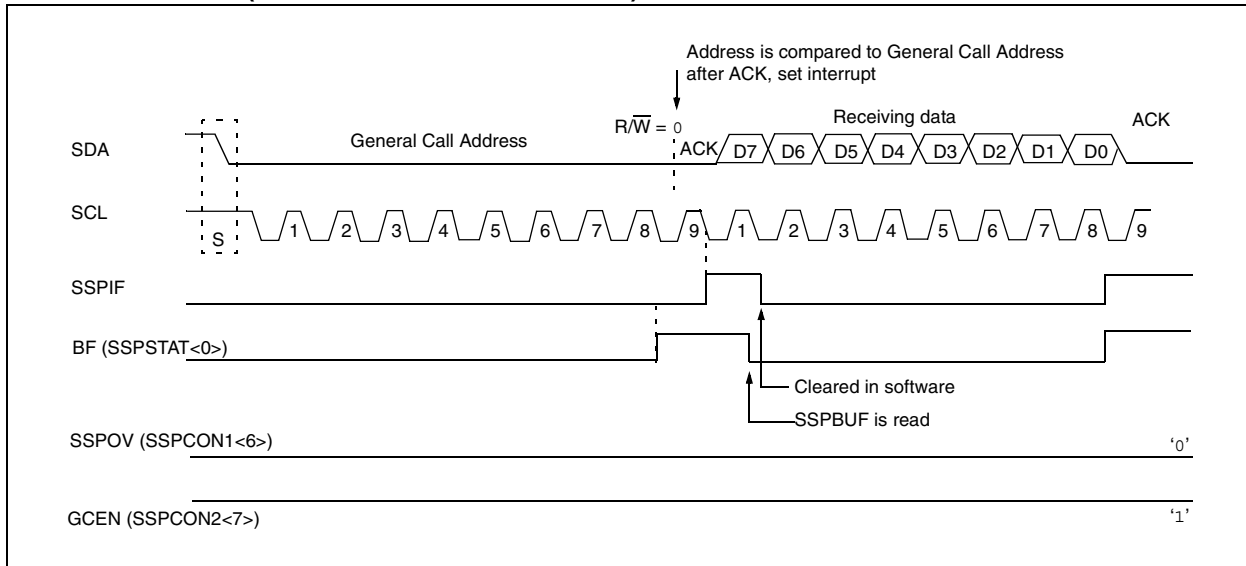 Address is compared to General Call Address
after ACK, set interrupt
R/W = 0
Receiving data
ACK
SDA
General Call Address
ACK
D7
D6
D5
D4
D3
D2
D1
D0
SCL
S
1
2
3
4
5
6
7
8
9
1
2
3
4
5
6
7
8
9
SSPIF
BF (SSPSTAT<0>)
Cleared in software
SSPBUF is read
SSPOV (SSPCON1<6>)
‘0’
GCEN (SSPCON2<7>)
‘1’